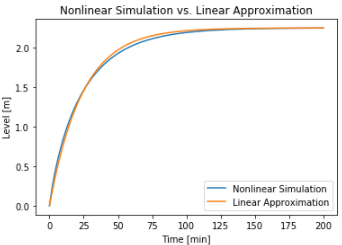 Nonlinear Simulation vs. Linear Approximation
Level [m]
2.0
1.5
1.0
0.5
0.0
Nonlinear Simulation
Linear Approximation
0 25 50 75 100 125 150 175 200
Time [min]